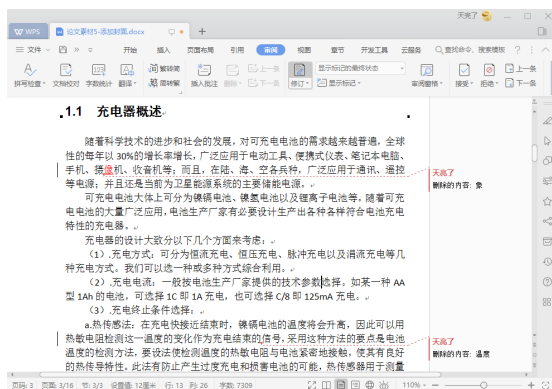 天亮了
WPS
论文素材5-添加封面.docx
文件
开始
插入
页面布局
引用
审阅
视图
章节
开发工具
云服务
查找命令、搜索模板
拼写检查
文档校对
字数统计
翻译
繁转简
简转繁
插入批注
删除
上一条
下一条
修订
显示标记的最终状态
显示标记
审阅窗格
接受
拒绝
上一条
下一条
1.1 充电器概述
随着科学技术的进步和社会的发展，对可充电电池的需求越来越普遍，全球
性的每年以 30%的增长率增长，广泛应用于电动工具、便携式仪表、笔记本电脑、
手机、摄像机、收音机等；而且，在陆、海、空各兵种，广泛应用于通讯、遥控
等电源；并且还是当前为卫星能源系统的主要储能电源。
可充电电池大体上可分为镍镉电池、镍氢电池以及锂离子电池等。随着可充
电电池的大量广泛应用，电池生产厂家有必要设计生产出各种各样符合电池充电
特性的充电器。
充电器的设计大致分以下几个方面来考虑：
（1）.充电方式：可分为恒流充电、恒压充电、脉冲充电以及涓流充电等几
种充电方式。我们可以选一种或多种方式综合利用。
（2）.充电电流：一般按电池生产厂家提供的技术参数选择。如某一种 AA
型 1Ah 的电池，可选择 1C 即 1A 充电，也可选择 C/8 即 125mA 充电。
（3）.充电终止条件选择：
a.热传感法：在充电快接近结束时，镍镉电池的温度将会升高，因此可以用
热敏电阻检测这一温度的变化作为充电结束的信号，采用这种方法的要点是电池
温度的检测方法，要设法使检测温度的热敏电阻与电池紧密地接触，使其有良好
的热传导特性。此法有防止产生过度充电和损害电池的可能，热传感器用于测量
天亮了
删除的内容: 象
天亮了
删除的内容: 温度
页码: 3
页面: 3/16
节: 3/3
设置值: 12厘米
行: 13
列: 26
字数: 7309
110%